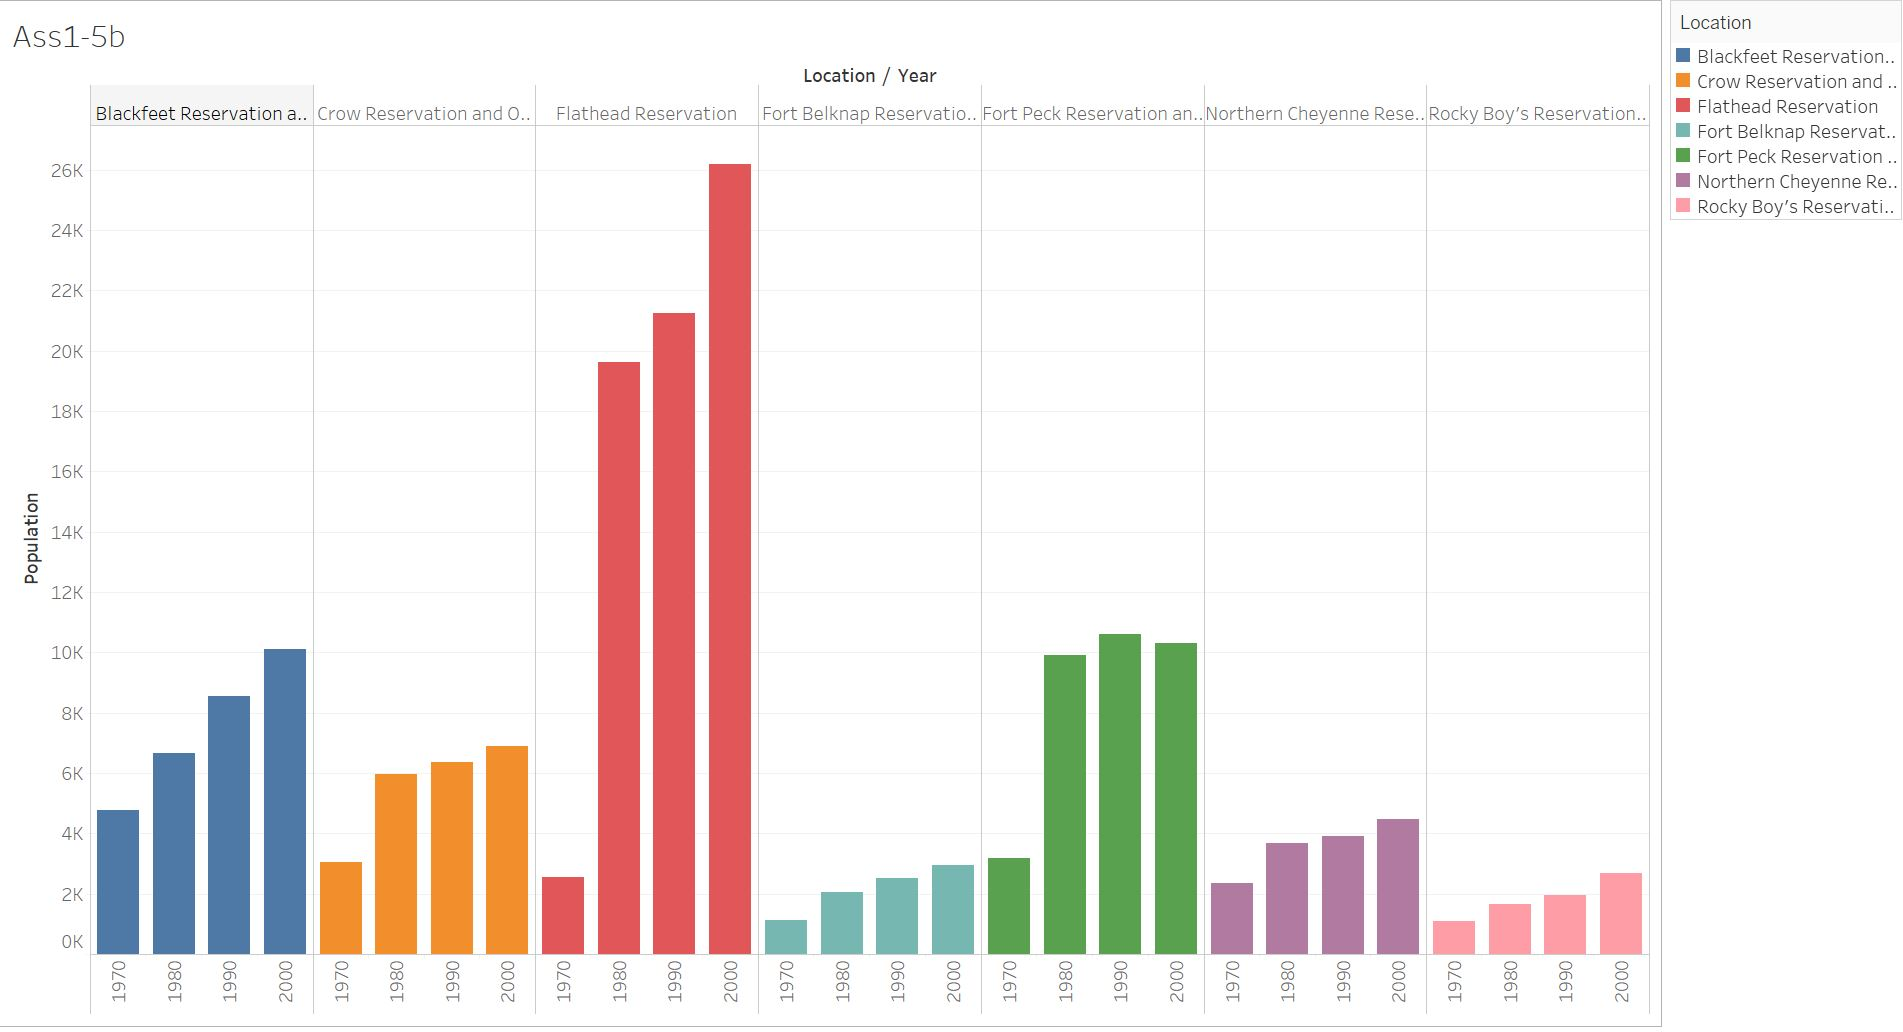 Ass1-5b
Location / Year
Blackfeet Reservation a..
Crow Reservation and O..
Flathead Reservation
Fort Belknap Reservatio..
Fort Peck Reservation an..
Northern Cheyenne Rese..
Rocky Boy’s Reservation..
Population
26K
24K
22K
20K
18K
16K
14K
12K
10K
8K
6K
4K
2K
0K
1970 1980 1990 2000 1970 1980 1990 2000 1970 1980 1990 2000 1970 1980 1990 2000 1970 1980 1990 2000 1970 1980 1990 2000 1970 1980 1990 2000
Location
Blackfeet Reservation..
Crow Reservation and ..
Flathead Reservation
Fort Belknap Reservat..
Fort Peck Reservation ..
Northern Cheyenne Re..
Rocky Boy’s Reservati..